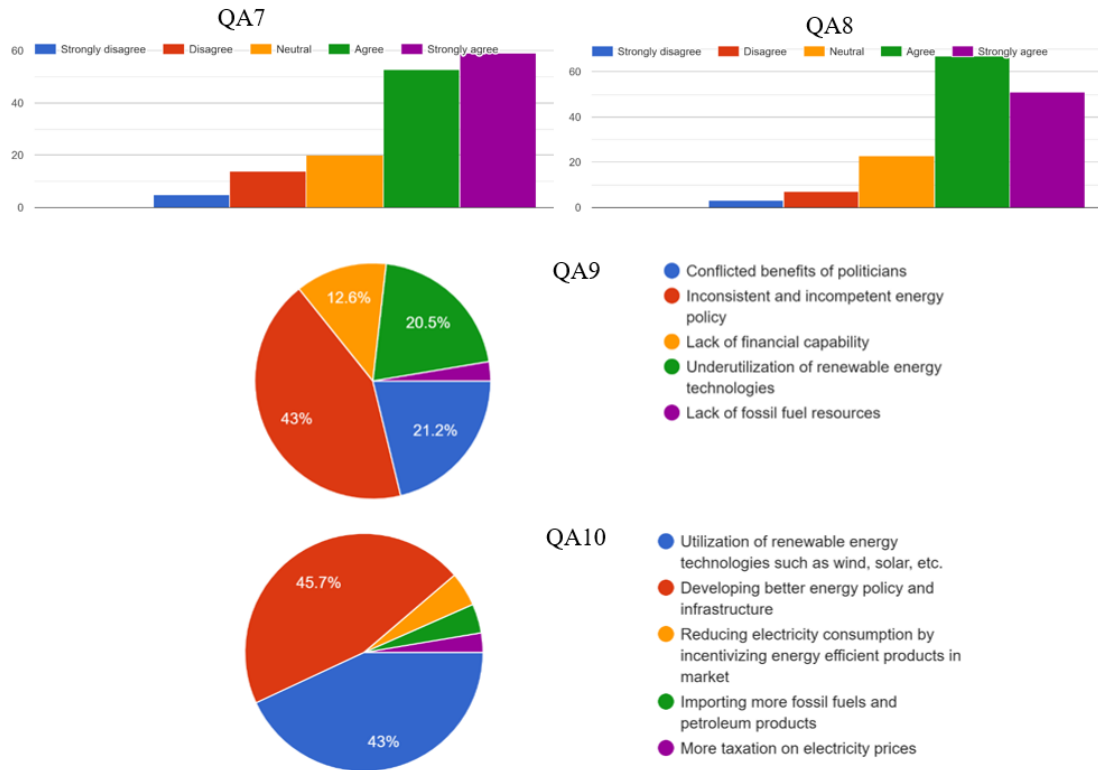 QA7
Strongly disagree Disagree Neutral Agree Strongly agree
60
40
20
0
QA8
Strongly disagree Disagree Neutral Agree Strongly agree
60
40
20
0
QA9
12.6%
20.5%
43%
21.2%
Conflicted benefits of politicians
Inconsistent and incompetent energy
policy
Lack of financial capability
Underutilization of renewable energy
technologies
Lack of fossil fuel resources
QA10
45.7%
43%
Utilization of renewable energy
technologies such as wind, solar, etc.
Developing better energy policy and
infrastructure
Reducing electricity consumption by
incentivizing energy efficient products in
market
Importing more fossil fuels and
petroleum products
More taxation on electricity prices